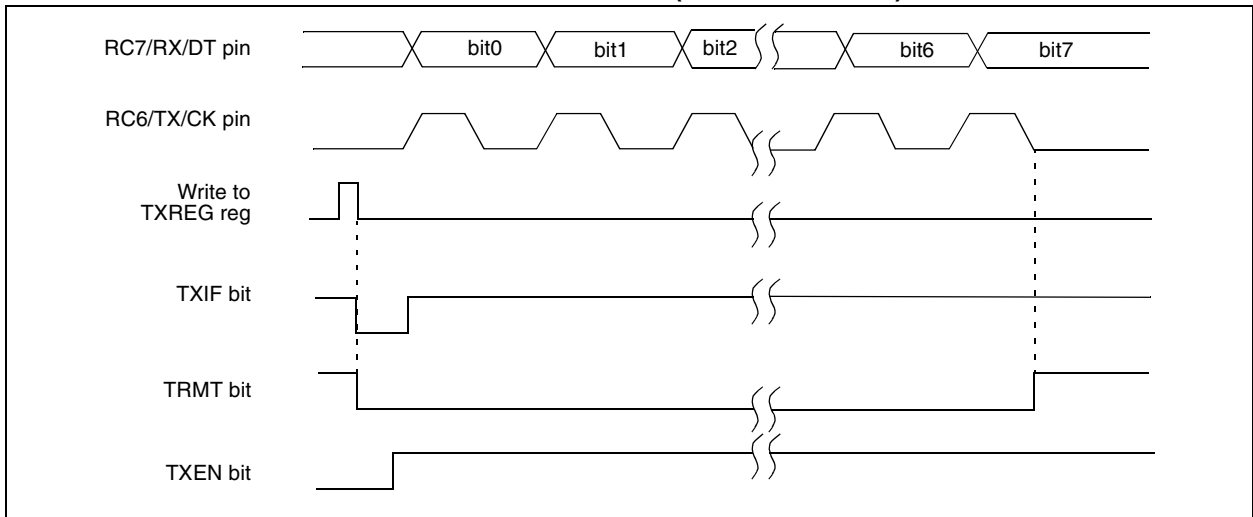 RC7/RX/DT pin
bit0 bit1 bit2 bit6 bit7
RC6/TX/CK pin
Write to
TXREG reg
TXIF bit
TRMT bit
TXEN bit